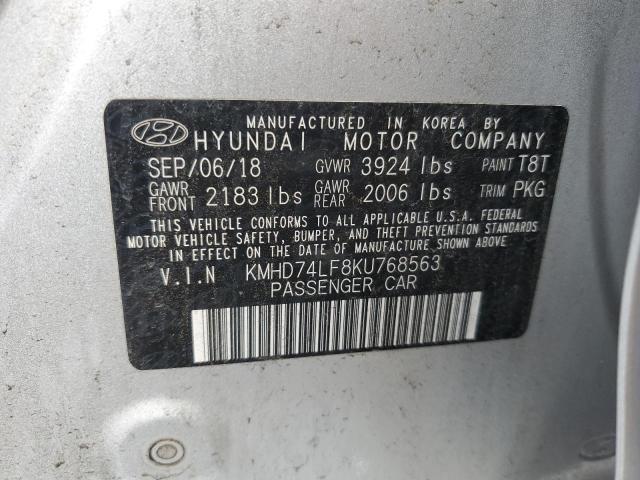 MANUFACTURED IN KOREA BY
HYUNDAI MOTOR COMPANY
SEP/06/18 GVWR 3924 lbs PAINT T8T
GAWR FRONT 2183 lbs GAWR REAR 2006 lbs TRIM PKG
THIS VEHICLE CONFORMS TO ALL APPLICABLE U.S.A. FEDERAL
MOTOR VEHICLE SAFETY, BUMPER, AND THEFT PREVENTION STANDARDS
IN EFFECT ON THE DATE OF MANUFACTURE SHOWN ABOVE.
V.I.N KMHD74LF8KU768563
PASSENGER CAR